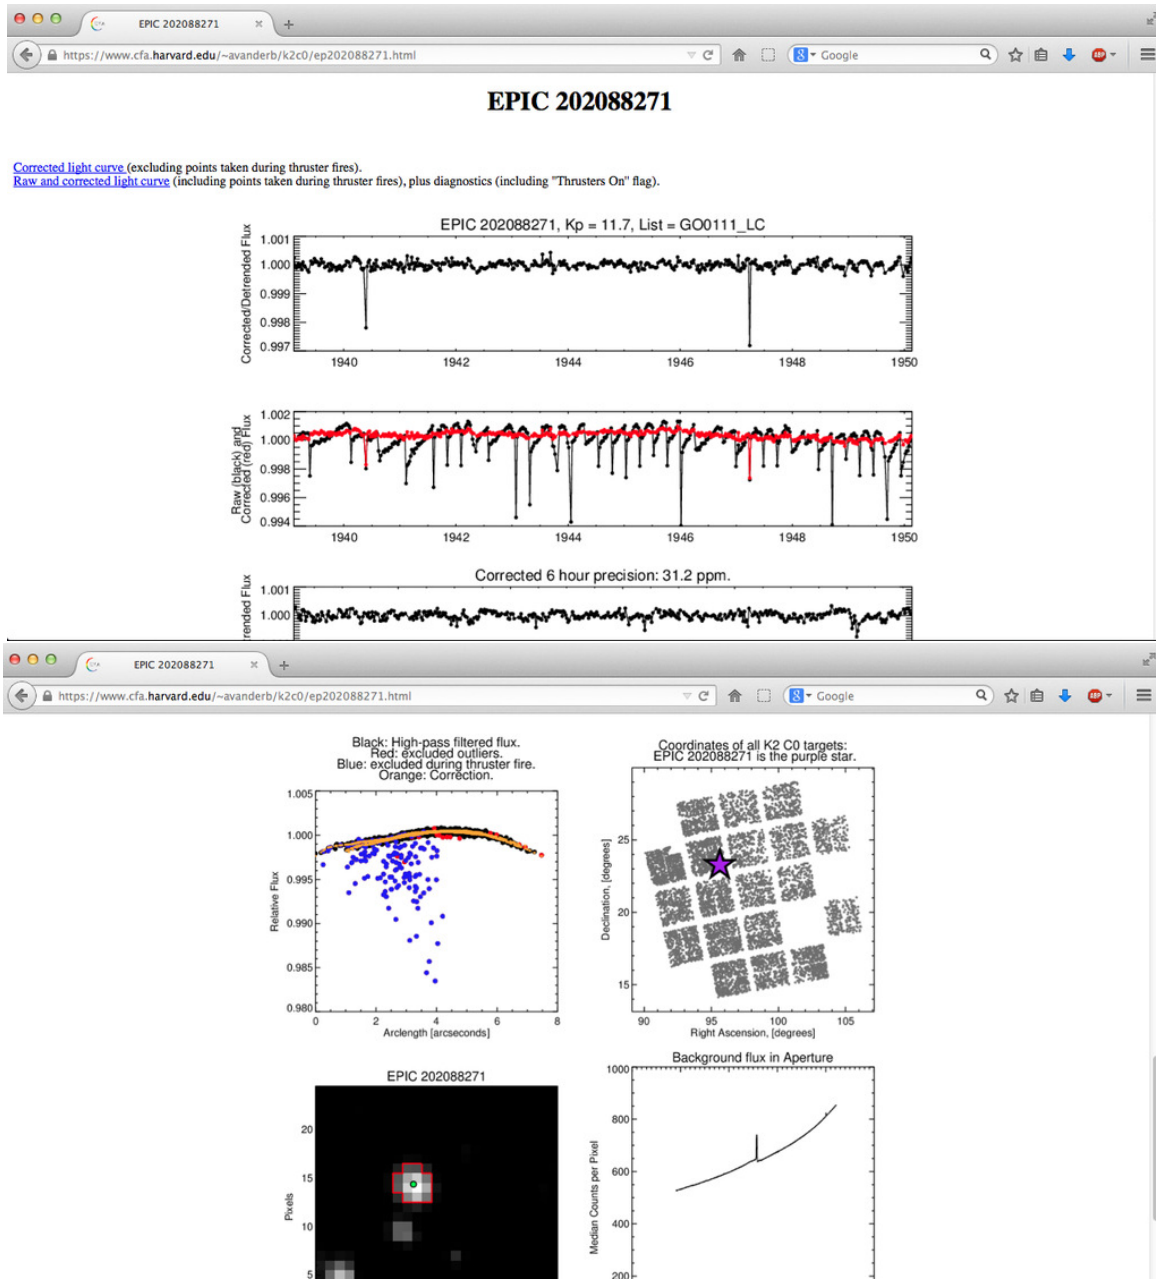 EPIC 202088271
https://www.cfa.harvard.edu/~avanderb/k2c0/ep202088271.html
Google
EPIC 202088271
Corrected light curve (excluding points taken during thruster fires).
Raw and corrected light curve (including points taken during thruster fires), plus diagnostics (including "Thrusters On" flag).
EPIC 202088271, Kp = 11.7, List = GO0111_LC
Corrected/Detrended Flux
1.001
1.000
0.999
0.998
0.997
1940 1942 1944 1946 1948 1950
Raw (black) and
Corrected (red) Flux
1.002
1.000
0.998
0.996
0.994
1940 1942 1944 1946 1948 1950
Corrected 6 hour precision: 31.2 ppm.
trended Flux
1.001
1.000
EPIC 202088271
https://www.cfa.harvard.edu/~avanderb/k2c0/ep202088271.html
Google
Black: High-pass filtered flux.
Red: excluded outliers.
Blue: excluded during thruster fire.
Orange: Correction.
Relative Flux
1.005
1.000
0.995
0.990
0.985
0.980
0 2 4 6 8
Arclength [arcseconds]
Coordinates of all K2 C0 targets:
EPIC 202088271 is the purple star.
Declination, [degrees]
25
20
15
90 95 100 105
Right Ascension, [degrees]
EPIC 202088271
Pixels
20
15
10
5
Background flux in Aperture
Median Counts per Pixel
1000
800
600
400
200